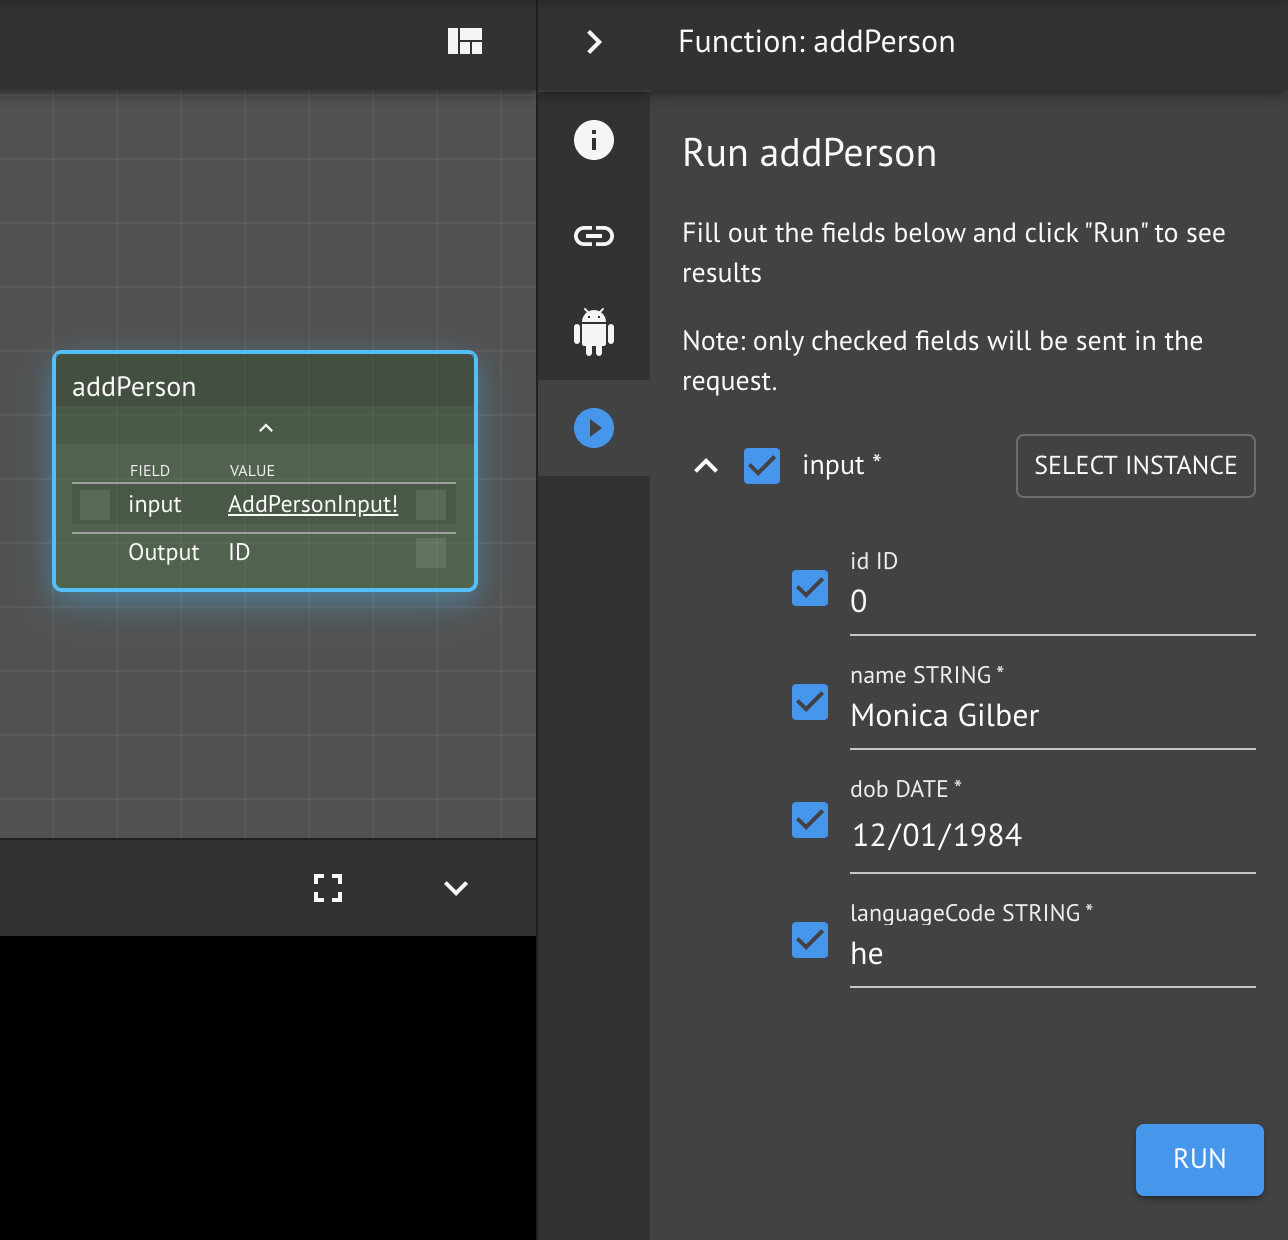 Function: addPerson
addPerson
FIELD VALUE
input AddPersonInput!
Output ID
Run addPerson
Fill out the fields below and click "Run" to see
results
Note: only checked fields will be sent in the
request.
input *
SELECT INSTANCE
id ID
0
name STRING *
Monica Gilber
dob DATE *
12/01/1984
languageCode STRING *
he
RUN